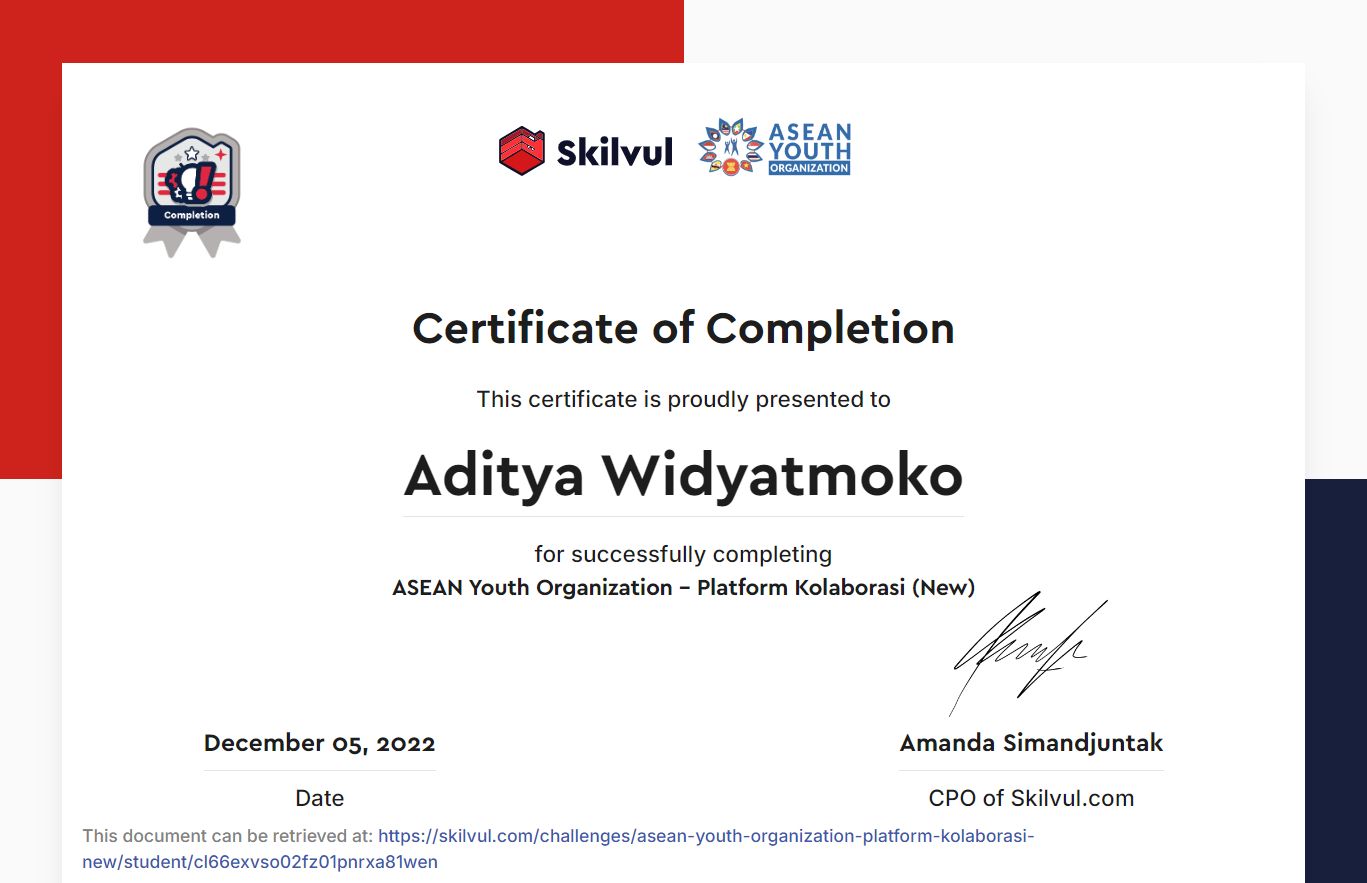 Completion
Skilvul
ASEAN
YOUTH
ORGANIZATION
Certificate of Completion
This certificate is proudly presented to
Aditya Widyatmoko
for successfully completing
ASEAN Youth Organization – Platform Kolaborasi (New)
December 05, 2022
Amanda Simandjuntak
Date
CPO of Skilvul.com
This document can be retrieved at: https://skilvul.com/challenges/asean-youth-organization-platform-kolaborasi-
new/student/cl66exvso02fz01pnrxa81wen